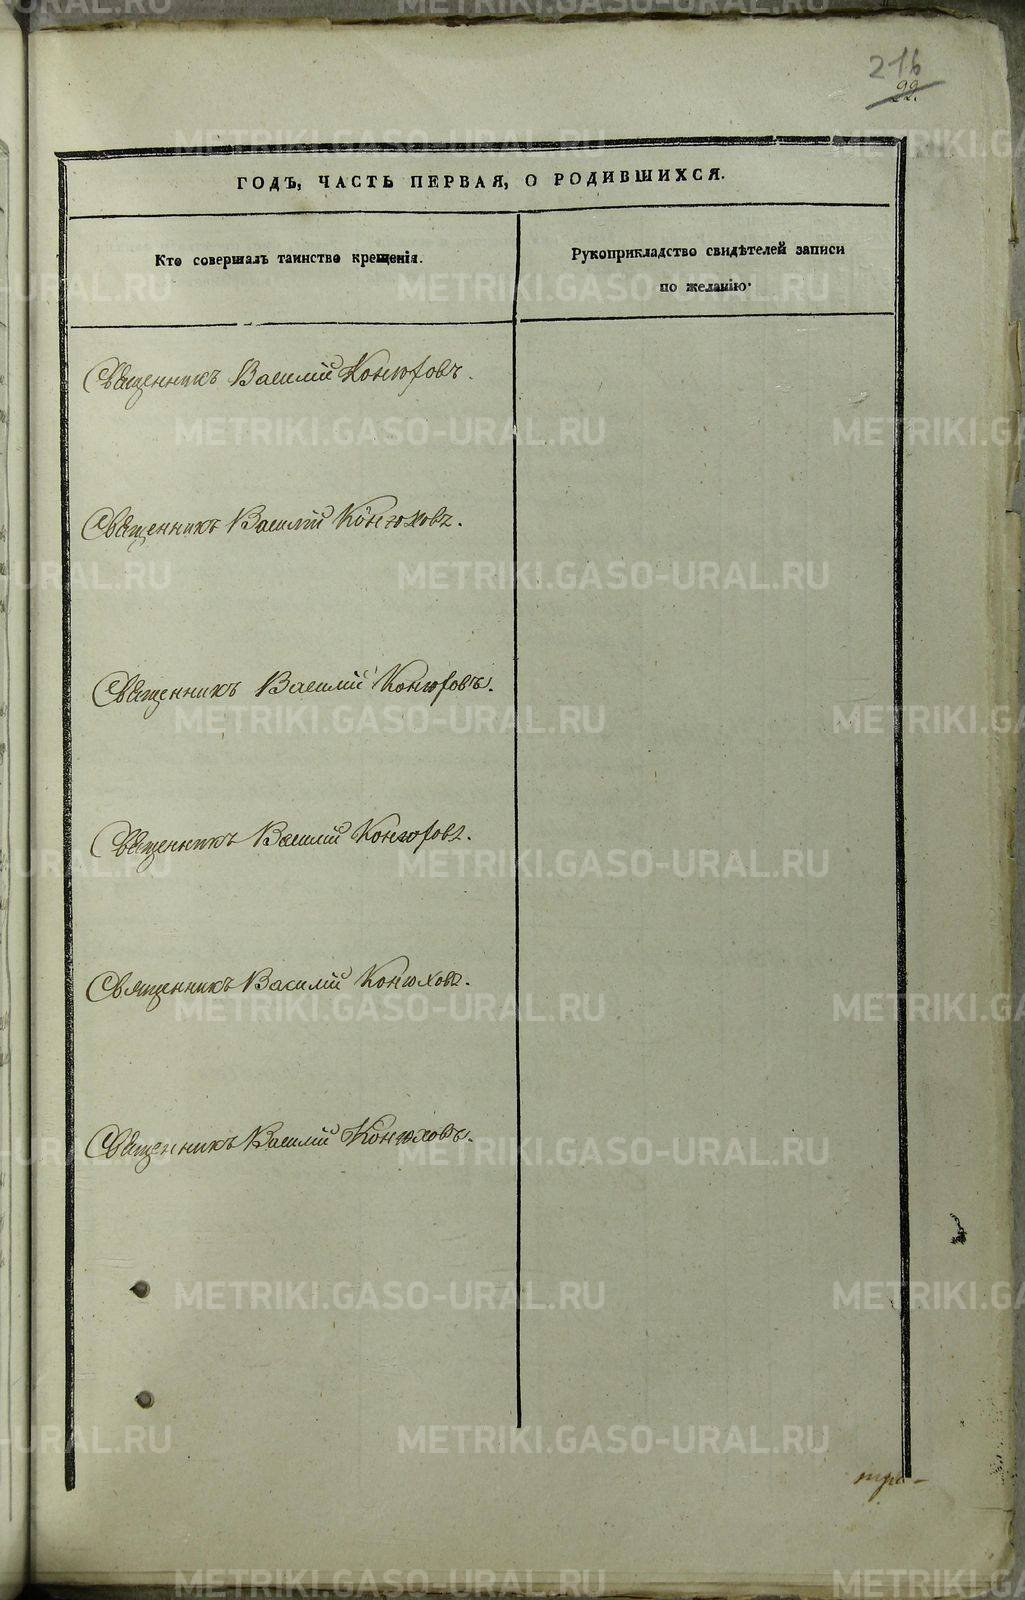 216
22.
ГОДЪ, ЧАСТЬ ПЕРВАЯ, О РОДИВШИХСЯ.
Кто совершалъ таинство крещенія.
Рукоприкладство свидѣтелей записи
по желанію.
Священникъ Василій Конюховъ.
Священникъ Василій Конюховъ.
Священникъ Василій Конюховъ.
Священникъ Василій Конюховъ.
Священникъ Василій Конюховъ.
Священникъ Василій Конюховъ.
METRIKI.GASO-URAL.RU